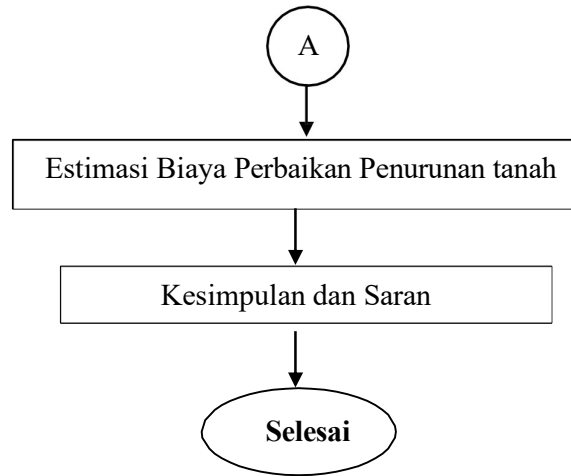 A
Estimasi Biaya Perbaikan Penurunan tanah
Kesimpulan dan Saran
Selesai